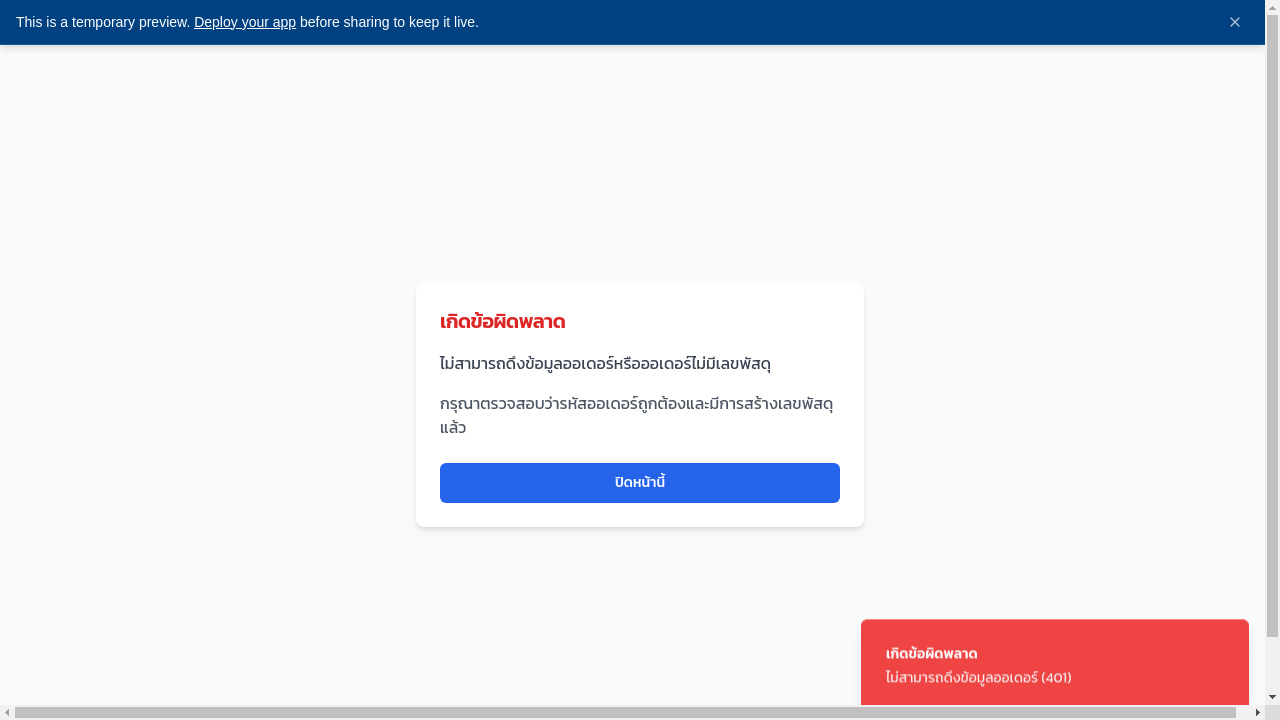 This is a temporary preview. Deploy your app before sharing to keep it live.
เกิดข้อผิดพลาด
ไม่สามารถดึงข้อมูลออเดอร์หรือออเดอร์ไม่มีเลขพัสดุ
กรุณาตรวจสอบว่ารหัสออเดอร์ถูกต้องและมีการสร้างเลขพัสดุ
แล้ว
ปิดหน้านี้
เกิดข้อผิดพลาด
ไม่สามารถดึงข้อมูลออเดอร์ (401)